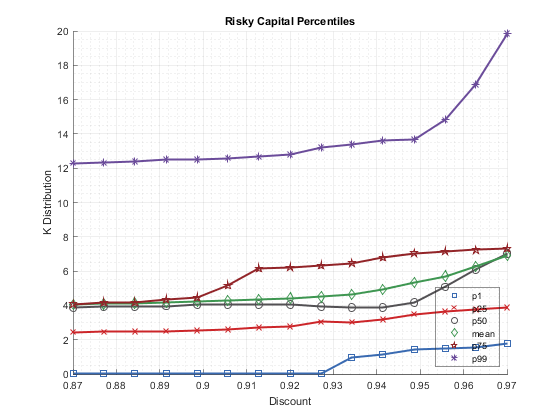 Risky Capital Percentiles
K Distribution
20
18
16
14
12
10
8
6
4
2
0
0.87 0.88 0.89 0.9 0.91 0.92 0.93 0.94 0.95 0.96 0.97
Discount
p1
p25
p50
mean
p75
p99